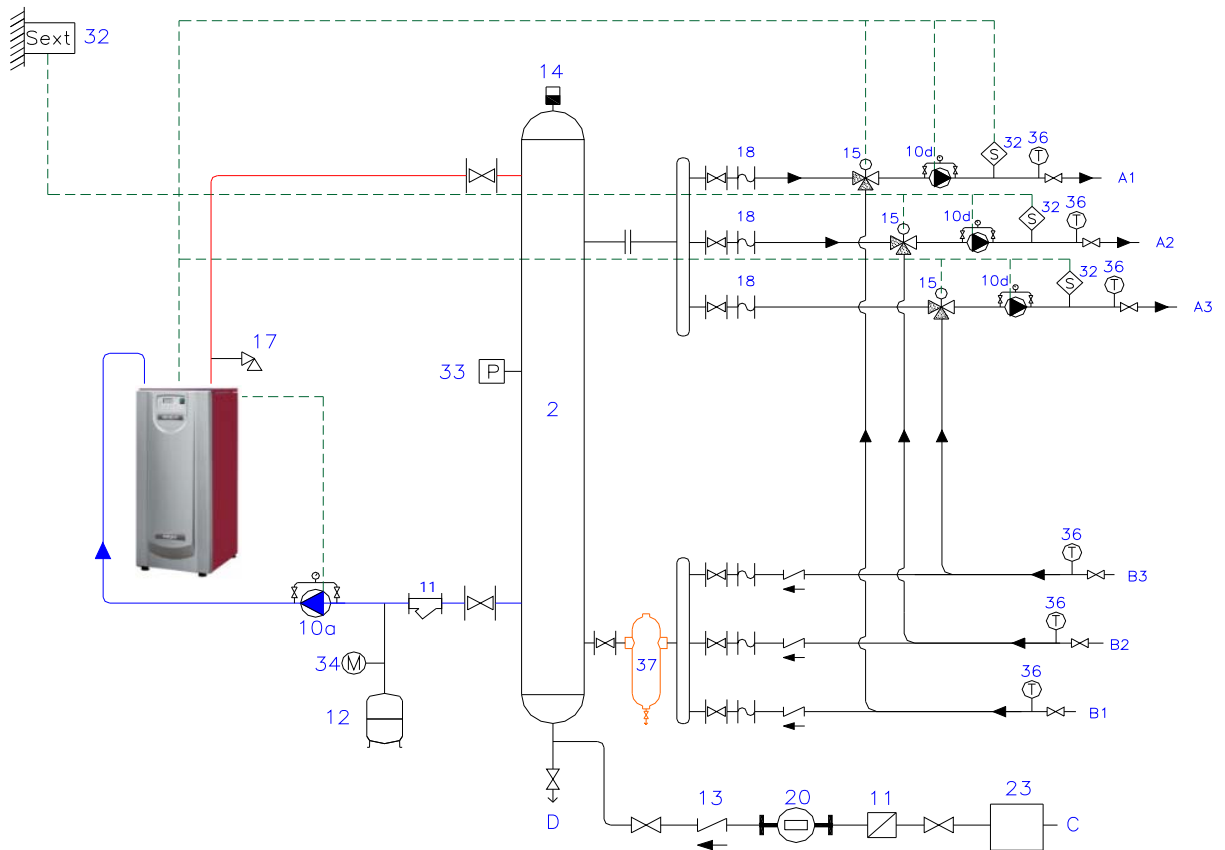 Sext 32
14
18 15 10d S 32 36 T A1
18 15 10d S 32 36 T A2
18 15 10d S 32 36 T A3
17
33 P
2
36 T B3
11
10a
36 T B2
37
34 M
36 T B1
12
13 20 11 23
D C